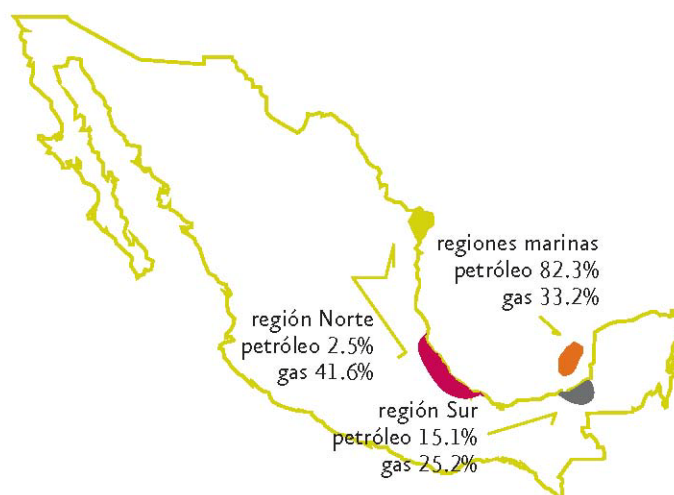 regiones marinas
petróleo 82.3%
gas 33.2%
región Norte
petróleo 2.5%
gas 41.6%
región Sur
petróleo 15.1%
gas 25.2%